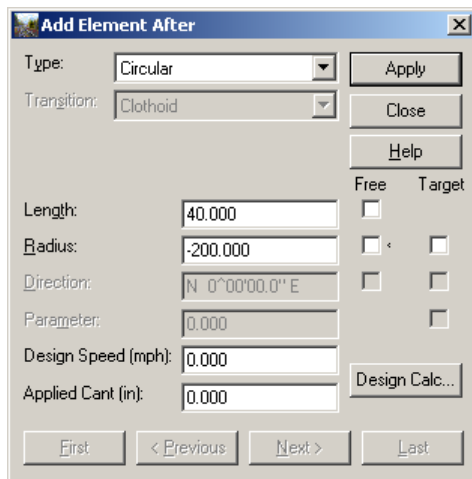 Add Element After
Type: Circular Apply
Transition: Clothoid Close
Help
Free Target
Length: 40.000
Radius: -200.000
Direction: N 0^00'00.0" E
Parameter: 0.000
Design Speed (mph): 0.000
Applied Cant (in): 0.000 Design Calc...
First < Previous Next > Last